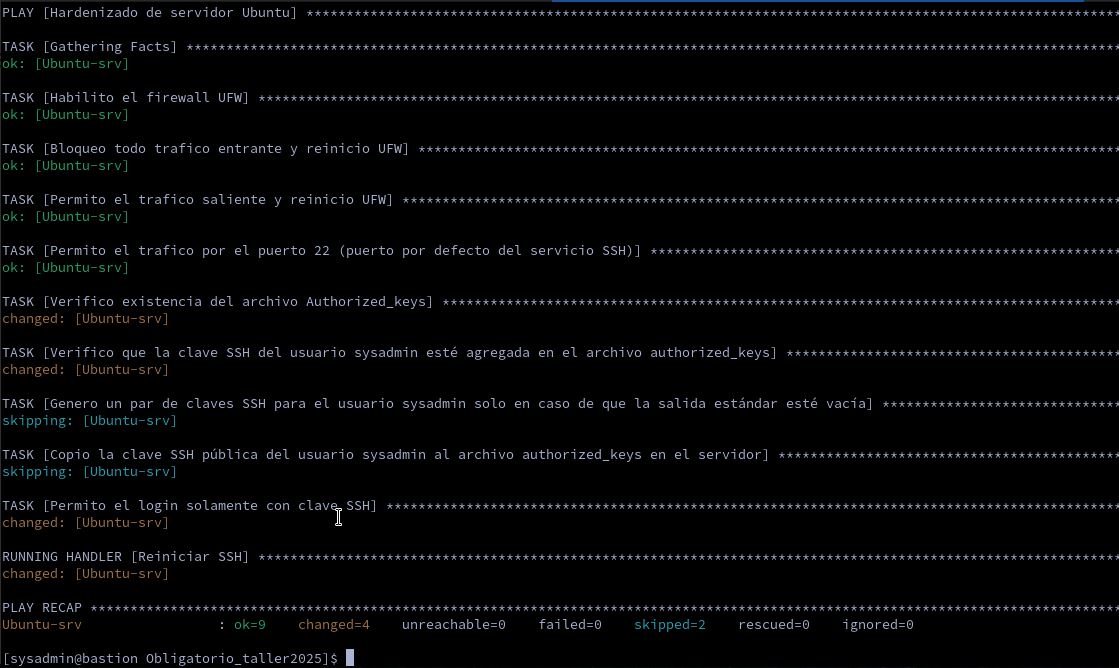 PLAY [Hardenizado de servidor Ubuntu] ******************************************************************************************************
TASK [Gathering Facts] *********************************************************************************************************************
ok: [Ubuntu-srv]
TASK [Habilito el firewall UFW] ************************************************************************************************************
ok: [Ubuntu-srv]
TASK [Bloqueo todo trafico entrante y reinicio UFW] ****************************************************************************************
ok: [Ubuntu-srv]
TASK [Permito el trafico saliente y reinicio UFW] ******************************************************************************************
ok: [Ubuntu-srv]
TASK [Permito el trafico por el puerto 22 (puerto por defecto del servicio SSH)] ***********************************************************
ok: [Ubuntu-srv]
TASK [Verifico existencia del archivo Authorized_keys] *************************************************************************************
changed: [Ubuntu-srv]
TASK [Verifico que la clave SSH del usuario sysadmin esté agregada en el archivo authorized_keys] ******************************************
changed: [Ubuntu-srv]
TASK [Genero un par de claves SSH para el usuario sysadmin solo en caso de que la salida estándar esté vacía] ******************************
skipping: [Ubuntu-srv]
TASK [Copio la clave SSH pública del usuario sysadmin al archivo authorized_keys en el servidor] *******************************************
skipping: [Ubuntu-srv]
TASK [Permito el login solamente con clave SSH] ********************************************************************************************
changed: [Ubuntu-srv]
RUNNING HANDLER [Reiniciar SSH] ************************************************************************************************************
changed: [Ubuntu-srv]
PLAY RECAP *********************************************************************************************************************************
Ubuntu-srv                 : ok=9    changed=4    unreachable=0    failed=0    skipped=2    rescued=0    ignored=0
[sysadmin@bastion Obligatorio_taller2025]$